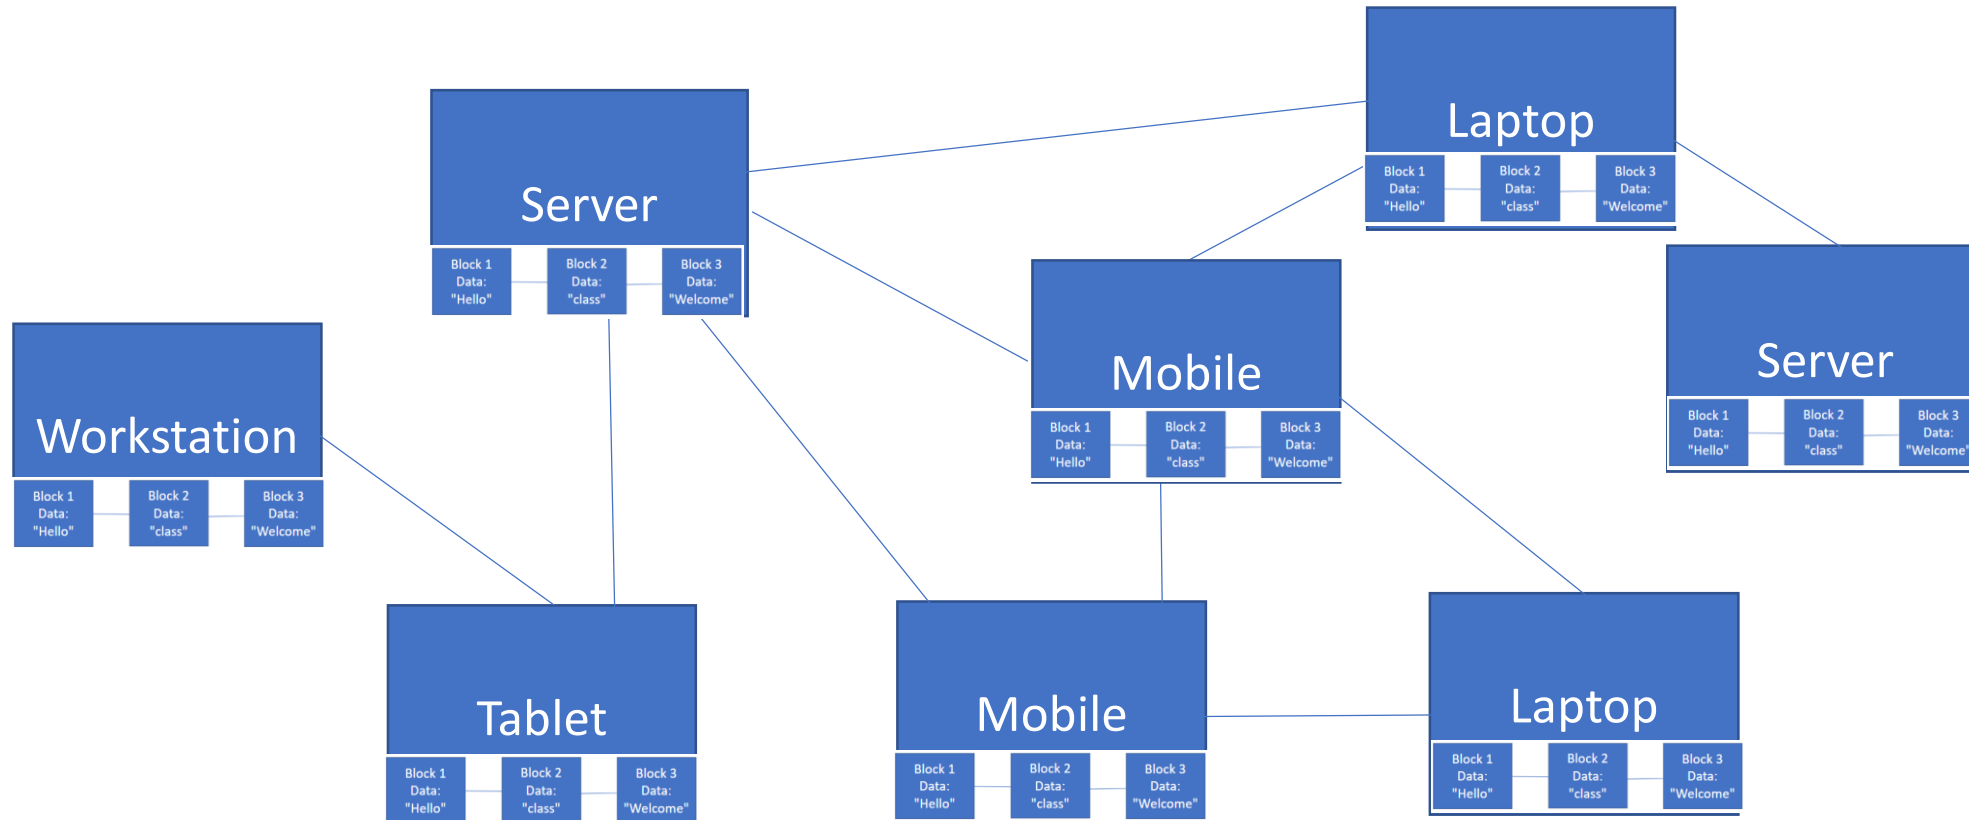 Laptop
Block 1
Data:
"Hello"
Block 2
Data:
"class"
Block 3
Data:
"Welcome"
Server
Block 1
Data:
"Hello"
Block 2
Data:
"class"
Block 3
Data:
"Welcome"
Mobile
Block 1
Data:
"Hello"
Block 2
Data:
"class"
Block 3
Data:
"Welcome"
Server
Block 1
Data:
"Hello"
Block 2
Data:
"class"
Block 3
Data:
"Welcome"
Workstation
Block 1
Data:
"Hello"
Block 2
Data:
"class"
Block 3
Data:
"Welcome"
Tablet
Block 1
Data:
"Hello"
Block 2
Data:
"class"
Block 3
Data:
"Welcome"
Mobile
Block 1
Data:
"Hello"
Block 2
Data:
"class"
Block 3
Data:
"Welcome"
Laptop
Block 1
Data:
"Hello"
Block 2
Data:
"class"
Block 3
Data:
"Welcome"